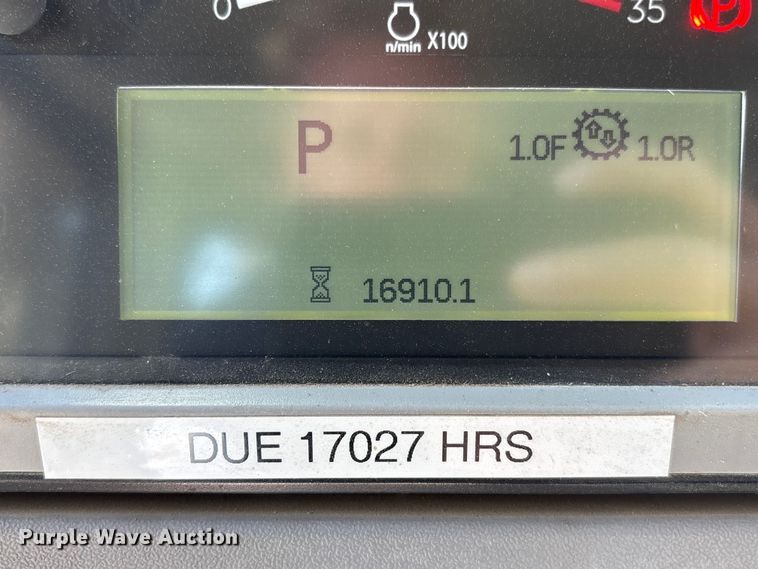 0 35
n/min X100
P
1.0F 1.0R
16910.1
DUE 17027 HRS
Purple Wave Auction